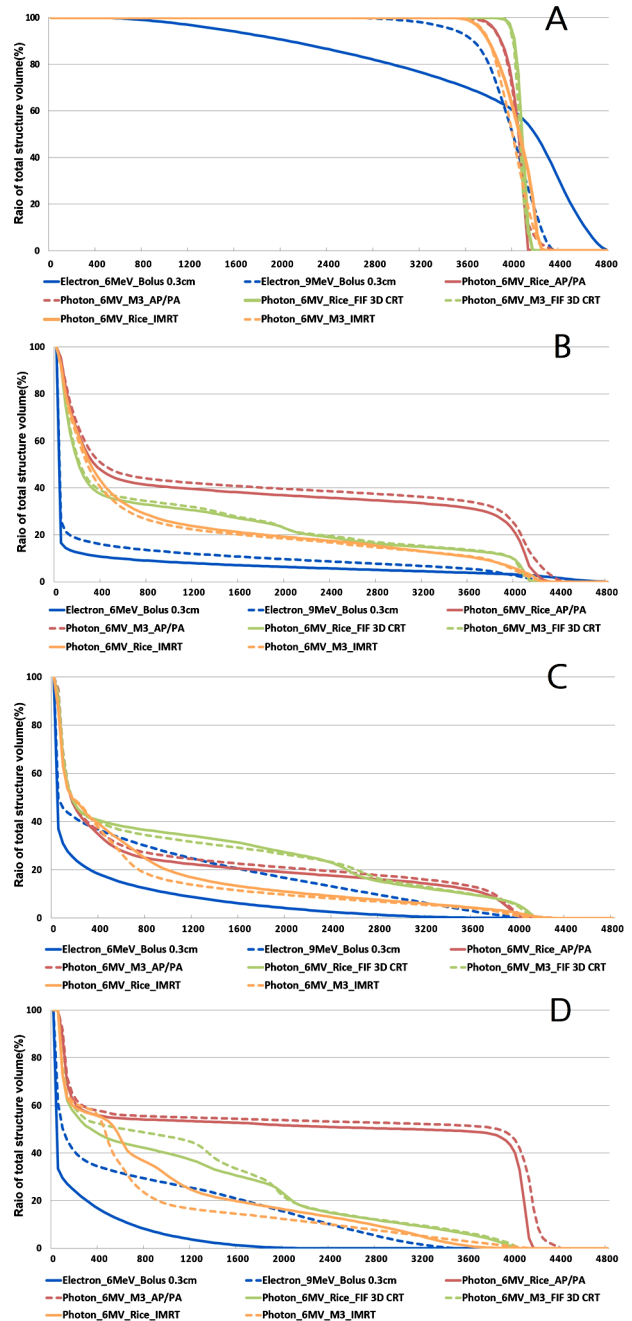 A
Raio of total structure volume(%)
100
80
60
40
20
0
0 400 800 1200 1600 2000 2400 2800 3200 3600 4000 4400 4800
Electron_6MeV_Bolus 0.3cm Electron_9MeV_Bolus 0.3cm Photon_6MV_Rice_AP/PA
Photon_6MV_M3_AP/PA Photon_6MV_Rice_FIF 3D CRT Photon_6MV_M3_FIF 3D CRT
Photon_6MV_Rice_IMRT Photon_6MV_M3_IMRT
B
Raio of total structure volume(%)
100
80
60
40
20
0
0 400 800 1200 1600 2000 2400 2800 3200 3600 4000 4400 4800
Electron_6MeV_Bolus 0.3cm Electron_9MeV_Bolus 0.3cm Photon_6MV_Rice_AP/PA
Photon_6MV_M3_AP/PA Photon_6MV_Rice_FIF 3D CRT Photon_6MV_M3_FIF 3D CRT
Photon_6MV_Rice_IMRT Photon_6MV_M3_IMRT
C
Raio of total structure volume(%)
100
80
60
40
20
0
0 400 800 1200 1600 2000 2400 2800 3200 3600 4000 4400 4800
Electron_6MeV_Bolus 0.3cm Electron_9MeV_Bolus 0.3cm Photon_6MV_Rice_AP/PA
Photon_6MV_M3_AP/PA Photon_6MV_Rice_FIF 3D CRT Photon_6MV_M3_FIF 3D CRT
Photon_6MV_Rice_IMRT Photon_6MV_M3_IMRT
D
Raio of total structure volume(%)
100
80
60
40
20
0
0 400 800 1200 1600 2000 2400 2800 3200 3600 4000 4400 4800
Electron_6MeV_Bolus 0.3cm Electron_9MeV_Bolus 0.3cm Photon_6MV_Rice_AP/PA
Photon_6MV_M3_AP/PA Photon_6MV_Rice_FIF 3D CRT Photon_6MV_M3_FIF 3D CRT
Photon_6MV_Rice_IMRT Photon_6MV_M3_IMRT